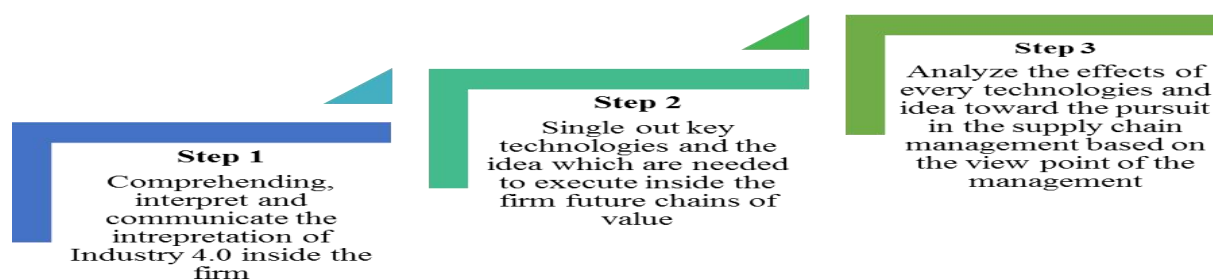 Step 1
Comprehending,
interpret and
communicate the
intrepretation of
Industry 4.0 inside the
firm
Step 2
Single out key
technologies and the
idea which are needed
to execute inside the
firm future chains of
value
Step 3
Analyze the effects of
every technologies and
idea toward the pursuit
in the supply chain
management based on
the view point of the
management